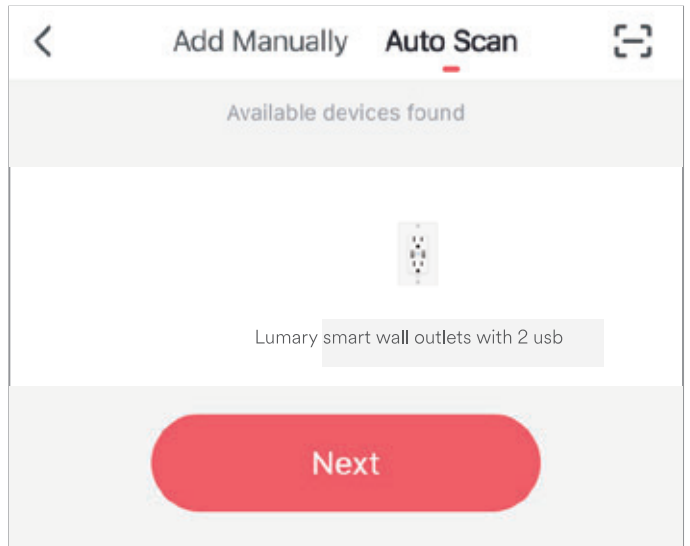 Add Manually Auto Scan
Available devices found
Lumary smart wall outlets with 2 usb
Next